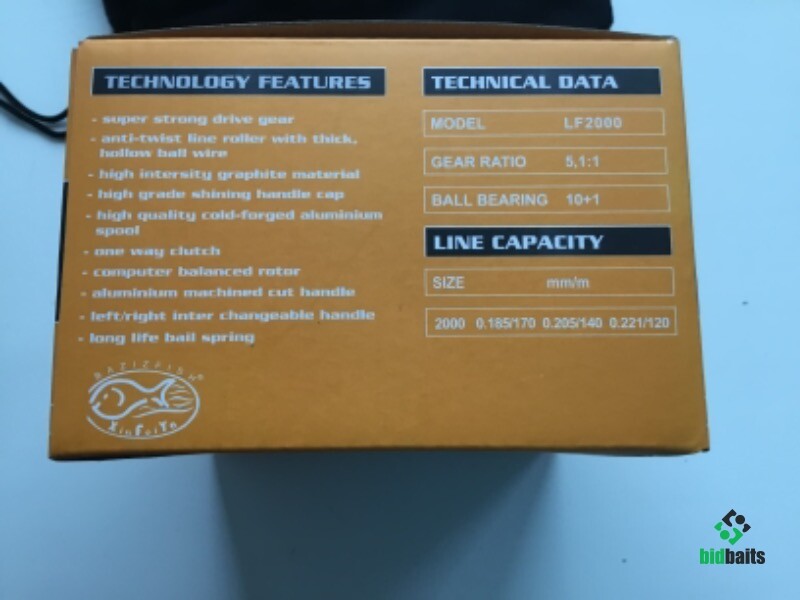 TECHNOLOGY FEATURES
- super strong drive gear
- anti-twist line roller with thick,
hollow ball wire
- high intersity graphite material
- high grade shining handle cap
- high quality cold-forged aluminium
spool
- one way clutch
- computer balanced rotor
- aluminium machined cut handle
- left/right inter changeable handle
- long life bail spring
BAZIZFISH®
XinFeiYu
TECHNICAL DATA
MODEL LF2000
GEAR RATIO 5,1:1
BALL BEARING 10+1
LINE CAPACITY
SIZE mm/m
2000 0.185/170 0.205/140 0.221/120
bidbaits